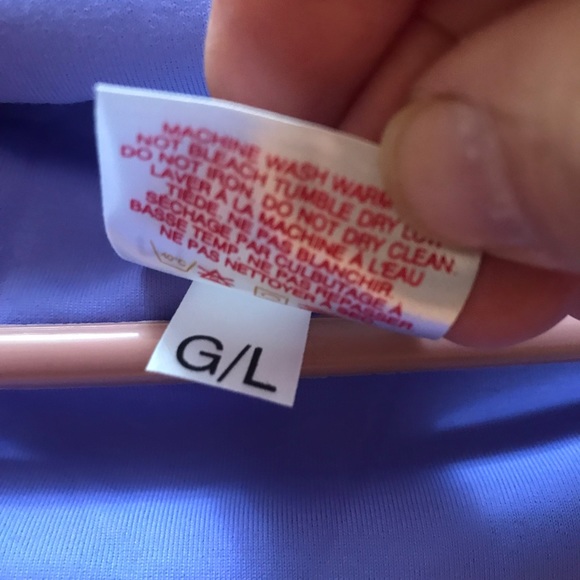 MACHINE WASH WARM
NOT BLEACH TUMBLE DRY LOW
DO NOT IRON. DO NOT DRY CLEAN.
LAVER À LA MACHINE À L'EAU
TIÈDE. NE PAS BLANCHIR
SÉCHAGE PAR CULBUTAGE À
BASSE TEMP. NE PAS REPASSER
NE PAS NETTOYER À
40°C
G/L